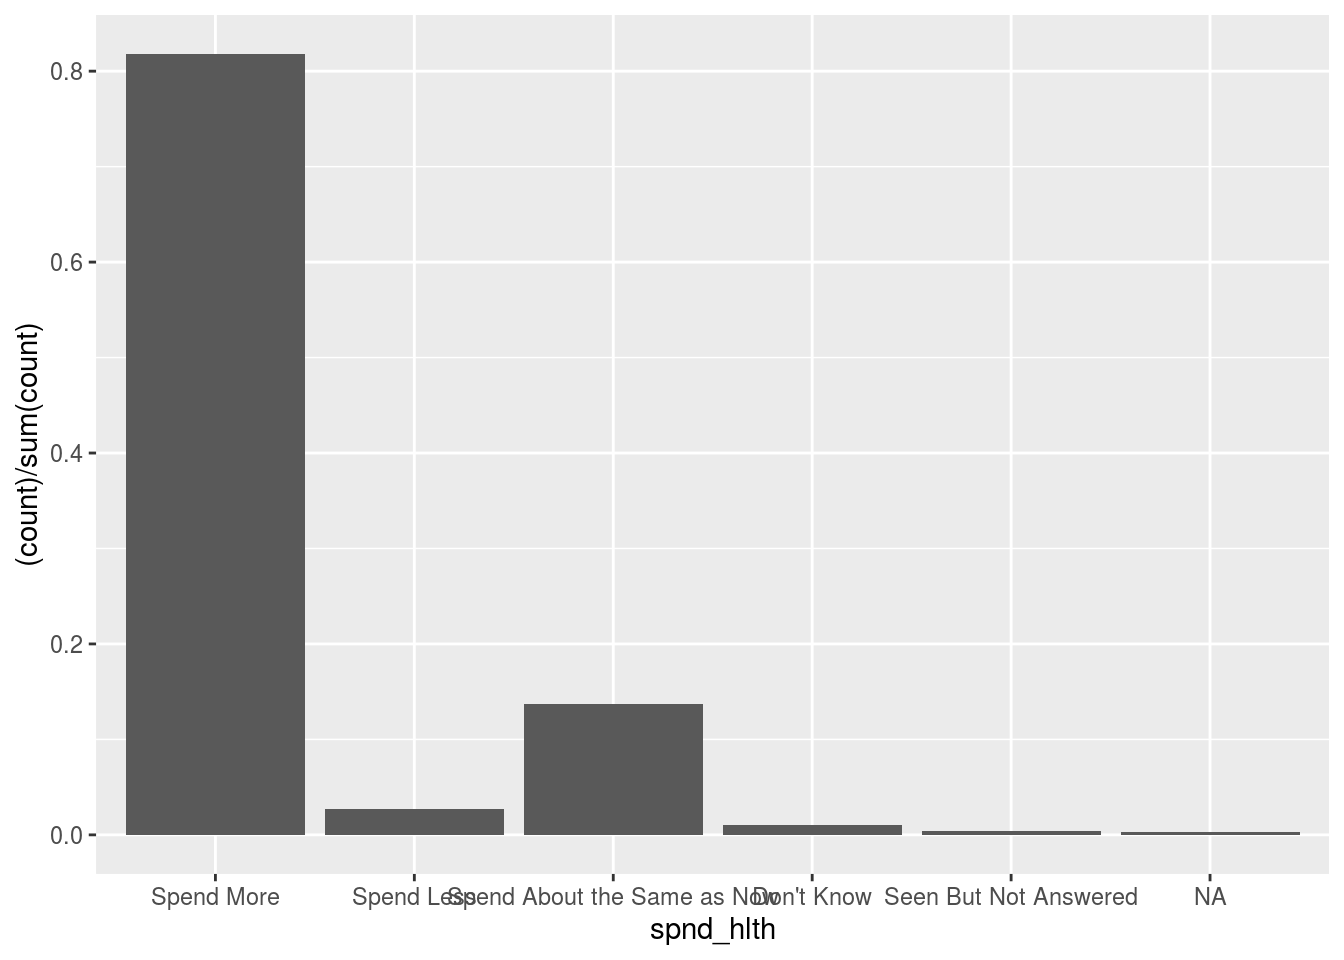 (count)/sum(count)
0.8
0.6
0.4
0.2
0.0
Spend More
Spend Less
Spend About the Same as Now
Don't Know
Seen But Not Answered
NA
spnd_hlth